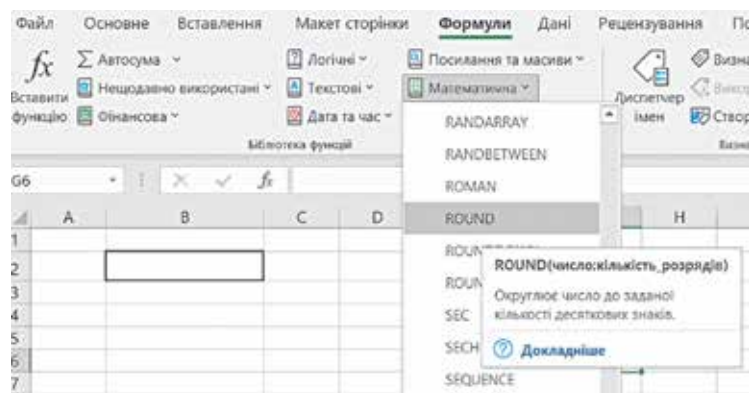 Файл Основне Вставлення Макет сторінки Формули Дані Рецензування
fx Вставити функцію
Автосума
Нещодавно використані
Фінансова
Логічні
Текстові
Дата та час
Посилання та масиви
Математична
Диспетчер імен
Бібліотека функцій
G6 fx
A B C D H
1
2
3
4
5
6
7
RANDARRAY
RANDBETWEEN
ROMAN
ROUND
ROUN
SEC
SECH
SEQUENCE
ROUND(число:кількість_розрядів)
Округлює число до заданої
кількості десяткових знаків.
Докладніше